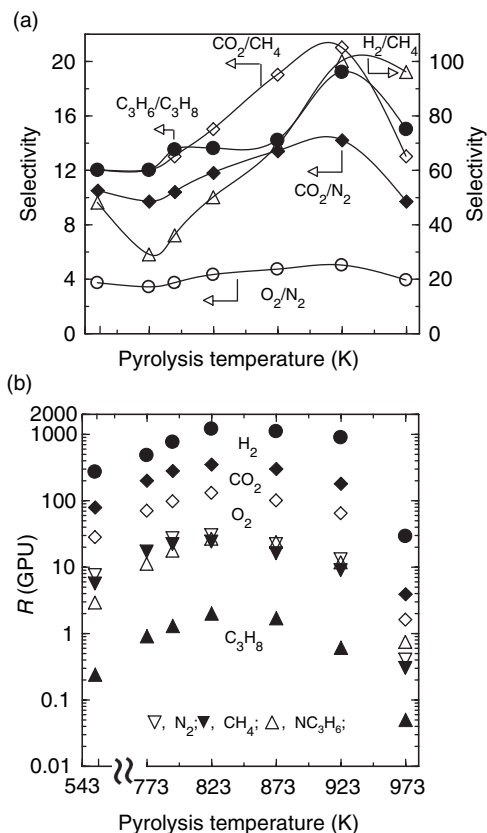 (a)
CO2/CH4
H2/CH4
20
100
C3H6/C3H8
16
80
12
60
Selectivity
Selectivity
CO2/N2
8
40
4
20
O2/N2
0
0
Pyrolysis temperature (K)
(b)
2000
1000
H2
CO2
100
O2
10
R (GPU)
1
C3H8
0.1
▽, N2;▼, CH4; △, NC3H6;
0.01
543 773 823 873 923 973
Pyrolysis temperature (K)